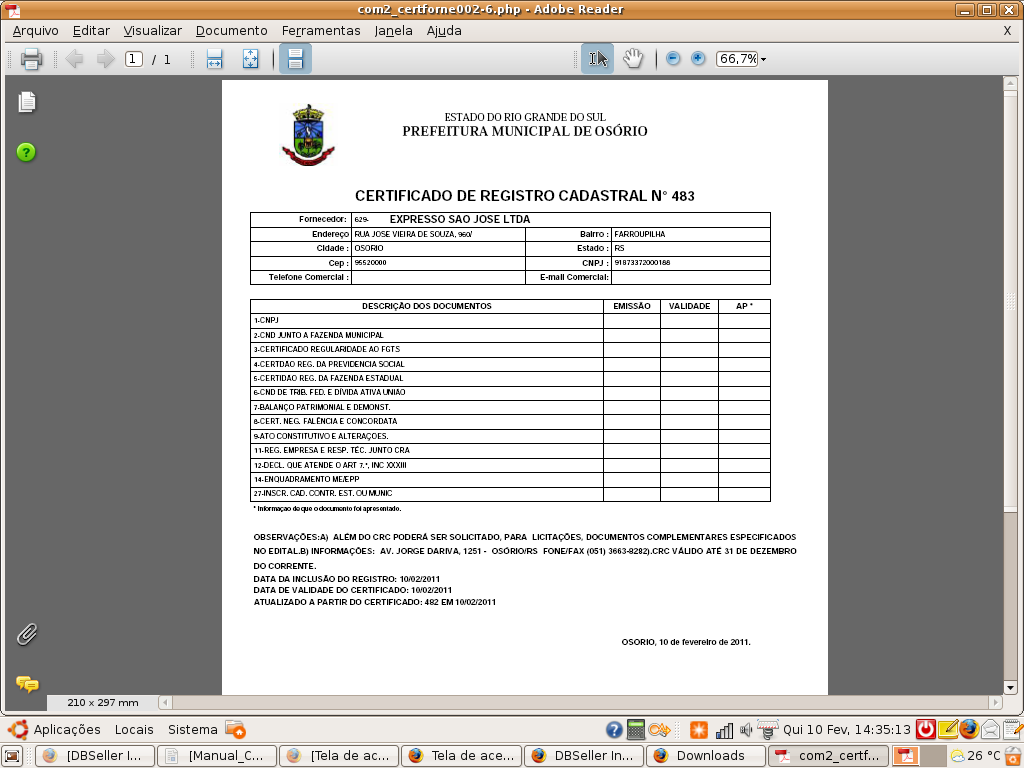 com2_certforne002-6.php - Adobe Reader
Arquivo Editar Visualizar Documento Ferramentas Janela Ajuda X
1 / 1 66,7%
ESTADO DO RIO GRANDE DO SUL
PREFEITURA MUNICIPAL DE OSÓRIO
CERTIFICADO DE REGISTRO CADASTRAL N° 483
Fornecedor: 629- EXPRESSO SAO JOSE LTDA
Endereço RUA JOSE VIEIRA DE SOUZA, 960/ Bairro : FARROUPILHA
Cidade : OSORIO Estado : RS
Cep : 95520000 CNPJ : 91873372000188
Telefone Comercial : E-mail Comercial:
DESCRIÇÃO DOS DOCUMENTOS EMISSÃO VALIDADE AP *
1-CNPJ
2-CND JUNTO A FAZENDA MUNICIPAL
3-CERTIFICADO REGULARIDADE AO FGTS
4-CERTDAO REG. DA PREVIDENCIA SOCIAL
5-CERTIDAO REG. DA FAZENDA ESTADUAL
6-CND DE TRIB. FED. E DÍVIDA ATIVA UNIÃO
7-BALANÇO PATRIMONIAL E DEMONST.
8-CERT. NEG. FALÊNCIA E CONCORDATA
9-ATO CONSTITUTIVO E ALTERAÇOES.
11-REG. EMPRESA E RESP. TÉC. JUNTO CRA
12-DECL. QUE ATENDE O ART 7.°, INC XXXIII
14-ENQUADRAMENTO ME/EPP
27-INSCR. CAD. CONTR. EST. OU MUNIC
* Informaçao de que o documento foi apresentado.
OBSERVAÇÕES:A) ALÉM DO CRC PODERÁ SER SOLICITADO, PARA LICITAÇÕES, DOCUMENTOS COMPLEMENTARES ESPECIFICADOS
NO EDITAL.B) INFORMAÇÕES: AV. JORGE DARIVA, 1251 - OSÓRIO/RS FONE/FAX (051) 3663-8282).CRC VÁLIDO ATÉ 31 DE DEZEMBRO
DO CORRENTE.
DATA DA INCLUSÃO DO REGISTRO: 10/02/2011
DATA DE VALIDADE DO CERTIFICADO: 10/02/2011
ATUALIZADO A PARTIR DO CERTIFICADO: 482 EM 10/02/2011
OSORIO, 10 de fevereiro de 2011.
210 x 297 mm
Aplicações Locais Sistema Qui 10 Fev, 14:35:13
[DBSeller I... [Manual_C... [Tela de ac... Tela de ace... DBSeller In... Downloads com2_certf... 26 °C